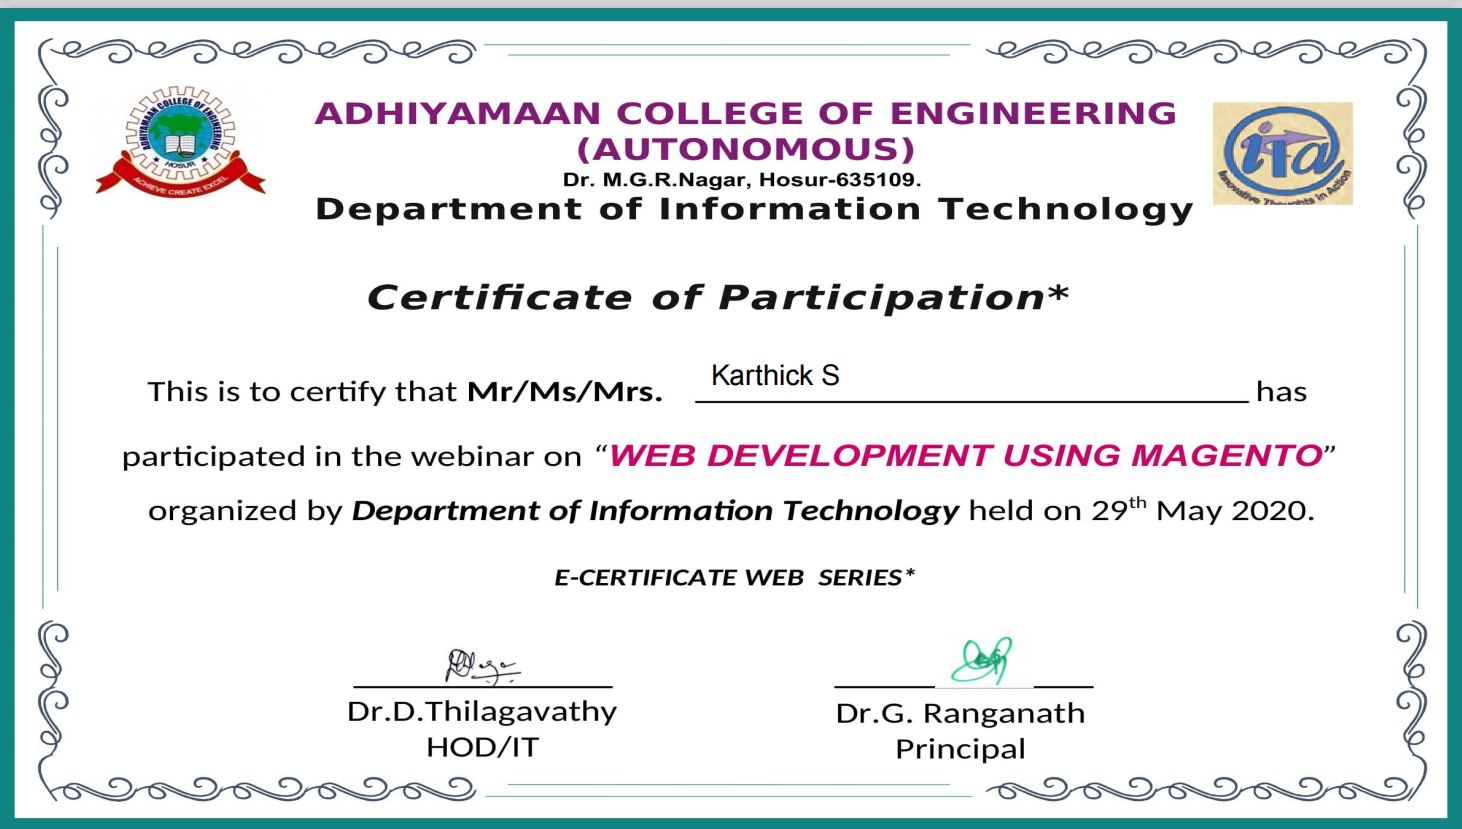 ADHIYAMAAN COLLEGE OF ENGINEERING
(AUTONOMOUS)
Dr. M.G.R.Nagar, Hosur-635109.
Department of Information Technology
ADHIYAMAAN COLLEGE OF ENGINEERING
HOSUR
ACHIEVE CREATE EXCEL
ita
Innovative Thoughts in Action
Certificate of Participation*
This is to certify that Mr/Ms/Mrs. Karthick S has
participated in the webinar on “WEB DEVELOPMENT USING MAGENTO”
organized by Department of Information Technology held on 29th May 2020.
E-CERTIFICATE WEB SERIES*
Dr.D.Thilagavathy
HOD/IT
Dr.G. Ranganath
Principal